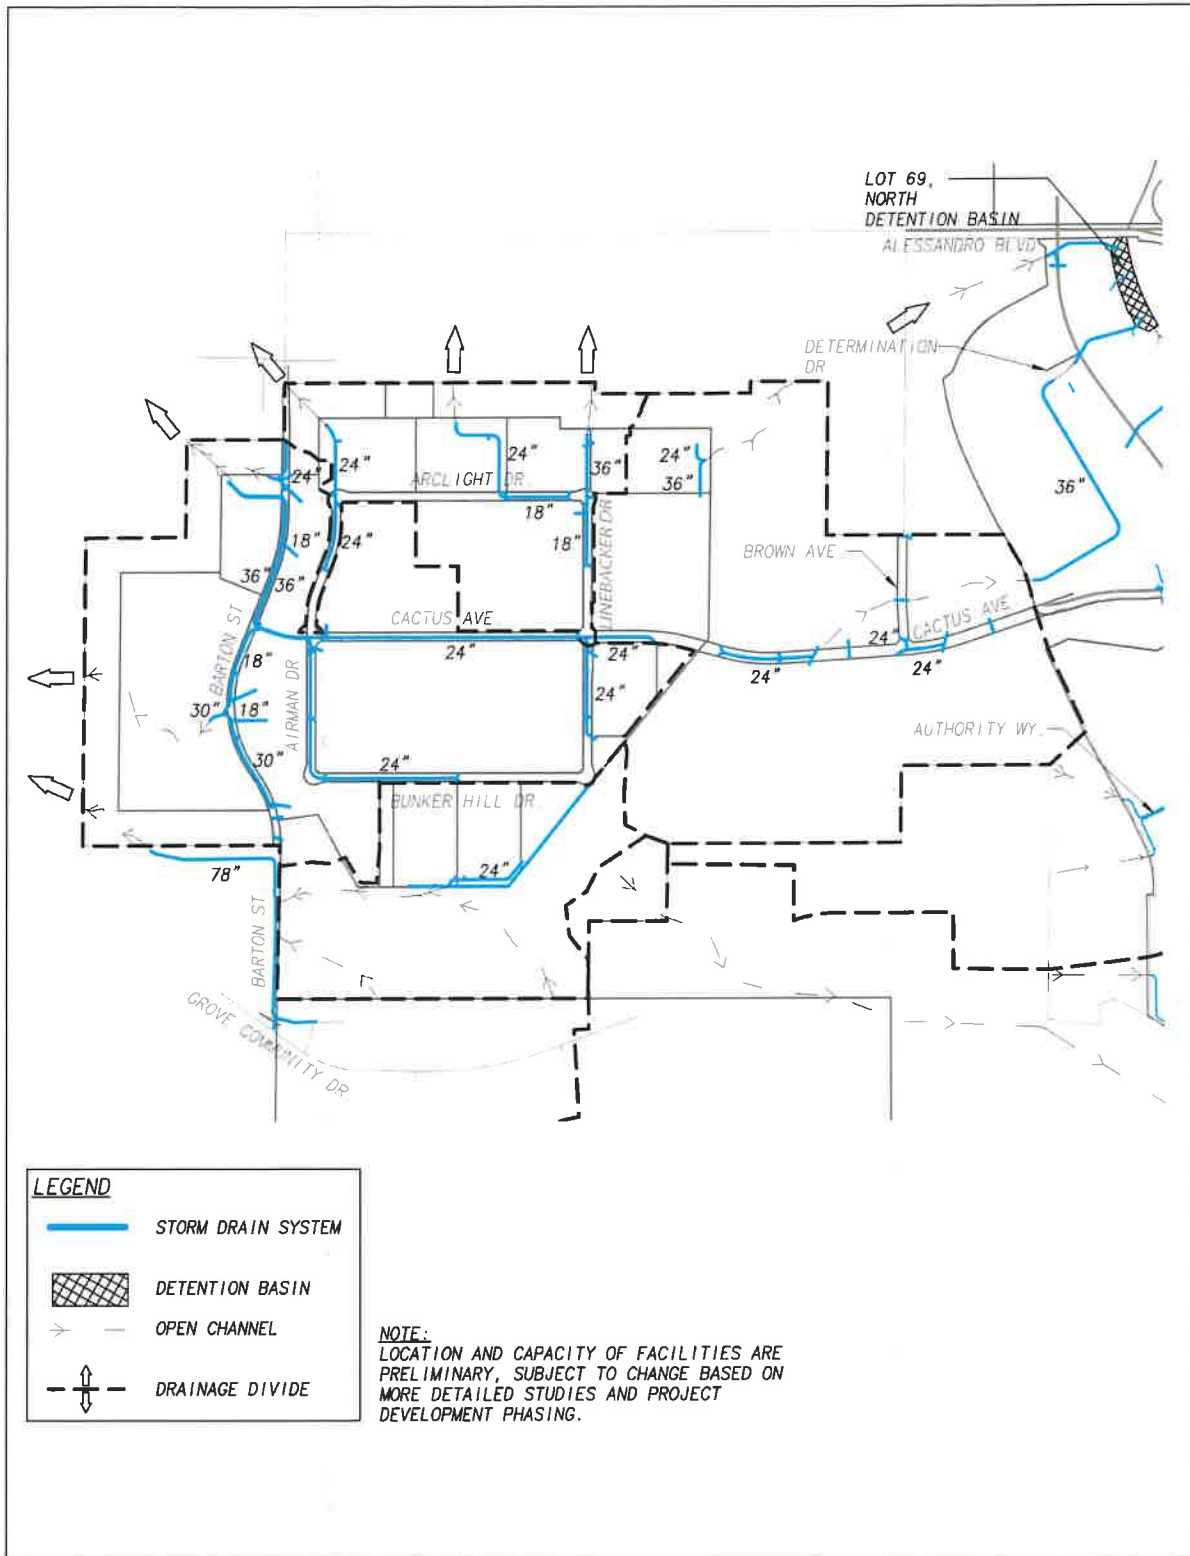 LOT 69,
NORTH
DETENTION BASIN
ALESSANDRO BLVD
DETERMINATION
DR
24"
24"
24"
36"
24"
36"
ARCLIGHT DR.
18"
36"
18"
24"
18"
LINEBACKER DR
BROWN AVE
36"
36"
CACTUS AVE
CACTUS AVE
BARTON ST
18"
24"
24"
24"
24"
24"
30"
18"
AIRMAN DR
24"
AUTHORITY WY.
30"
24"
BUNKER HILL DR.
78"
24"
BARTON ST
GROVE COMMUNITY DR
LEGEND
STORM DRAIN SYSTEM
DETENTION BASIN
OPEN CHANNEL
DRAINAGE DIVIDE
NOTE:
LOCATION AND CAPACITY OF FACILITIES ARE
PRELIMINARY, SUBJECT TO CHANGE BASED ON
MORE DETAILED STUDIES AND PROJECT
DEVELOPMENT PHASING.